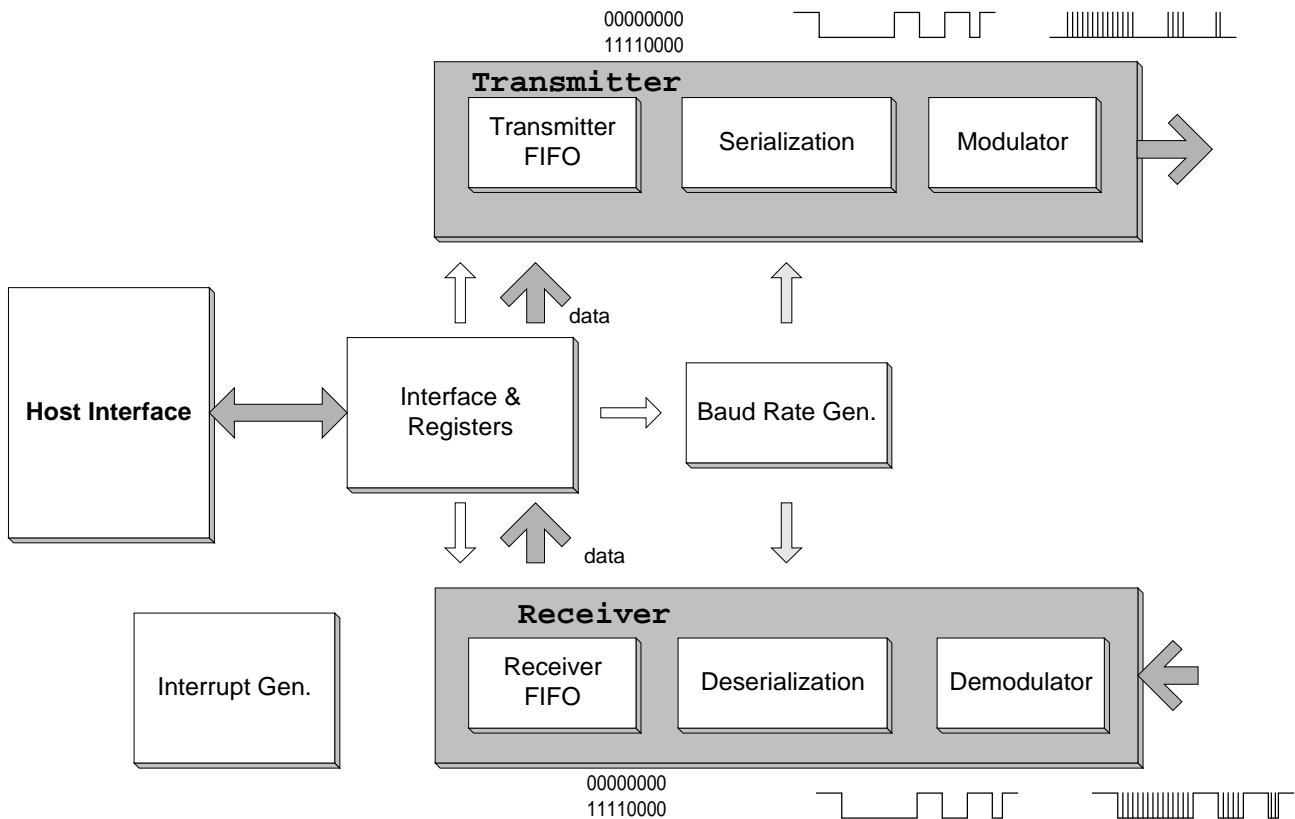 00000000
11110000
Transmitter
Transmitter
FIFO
Serialization
Modulator
data
Host Interface
Interface &
Registers
Baud Rate Gen.
data
Receiver
Interrupt Gen.
Receiver
FIFO
Deserialization
Demodulator
00000000
11110000